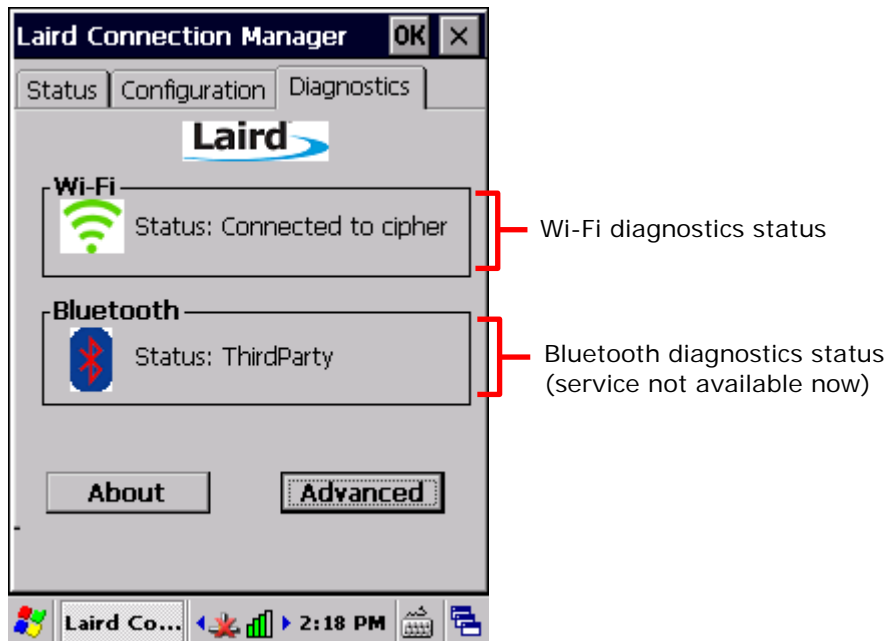 Laird Connection Manager OK ×
Status Configuration Diagnostics
Laird
Wi-Fi
Status: Connected to cipher
Wi-Fi diagnostics status
Bluetooth
Status: ThirdParty
Bluetooth diagnostics status
(service not available now)
About Advanced
Laird Co... 2:18 PM